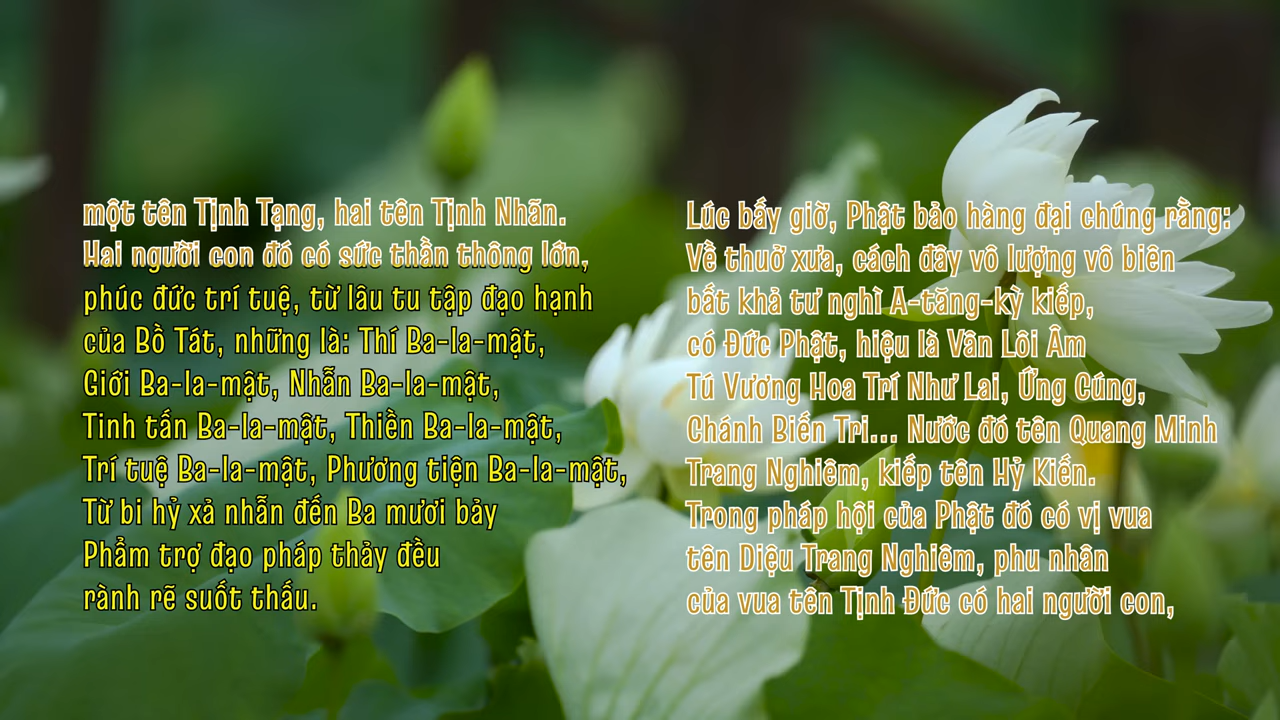 Lúc bấy giờ, Phật bảo hàng đại chúng rằng:
Về thuở xưa, cách đây vô lượng vô biên
bất khả tư nghì A-tăng-kỳ kiếp,
có Đức Phật, hiệu là Vân Lôi Âm
Tú Vương Hoa Trí Như Lai, Ứng Cúng,
Chánh Biến Tri... Nước đó tên Quang Minh
Trang Nghiêm, kiếp tên Hỷ Kiến.
Trong pháp hội của Phật đó có vị vua
tên Diệu Trang Nghiêm, phu nhân
của vua tên Tịnh Đức có hai người con,
một tên Tịnh Tạng, hai tên Tịnh Nhãn.
Hai người con đó có sức thần thông lớn,
phúc đức trí tuệ, từ lâu tu tập đạo hạnh
của Bồ Tát, những là: Thí Ba-la-mật,
Giới Ba-la-mật, Nhẫn Ba-la-mật,
Tinh tấn Ba-la-mật, Thiền Ba-la-mật,
Trí tuệ Ba-la-mật, Phương tiện Ba-la-mật,
Từ bi hỷ xả nhẫn đến Ba mươi bảy
Phẩm trợ đạo pháp thảy đều
rành rẽ suốt thấu.